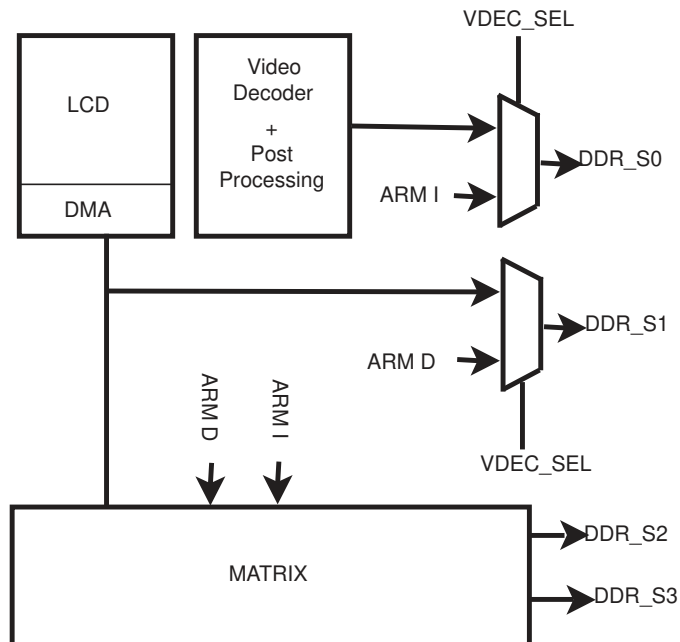 VDEC_SEL
LCD
DMA
Video
Decoder
+
Post
Processing
ARM I
DDR_S0
ARM D
DDR_S1
VDEC_SEL
ARM D
ARM I
MATRIX
DDR_S2
DDR_S3